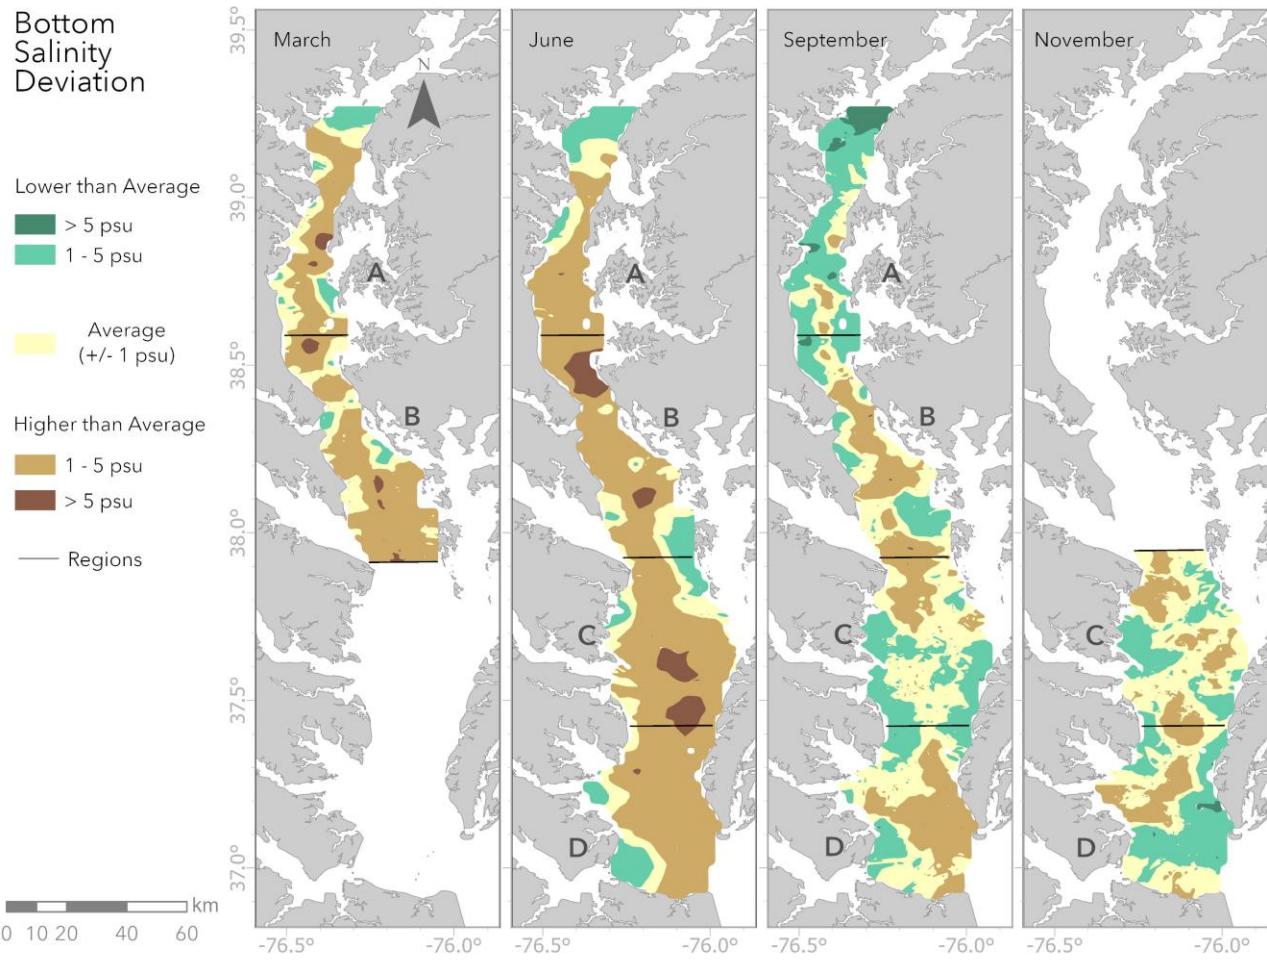 Bottom
Salinity
Deviation
Lower than Average
> 5 psu
1 - 5 psu
Average
(+/- 1 psu)
Higher than Average
1 - 5 psu
> 5 psu
Regions
km
0 10 20 40 60
March
N
A
B
39.5°
39.0°
38.5°
38.0°
37.5°
37.0°
-76.5° -76.0°
June
A
B
C
D
-76.5° -76.0°
September
A
B
C
D
-76.5° -76.0°
November
C
D
-76.5° -76.0°